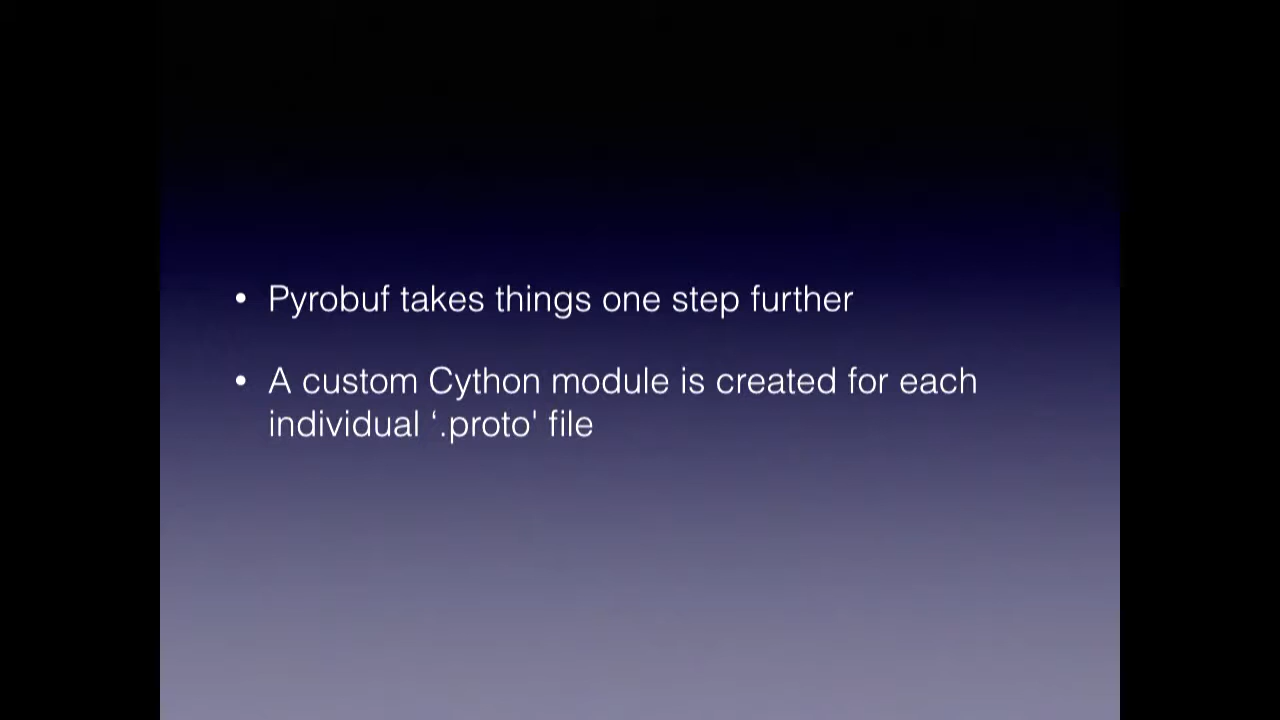 • Pyrobuf takes things one step further
• A custom Cython module is created for each
individual ‘.proto' file